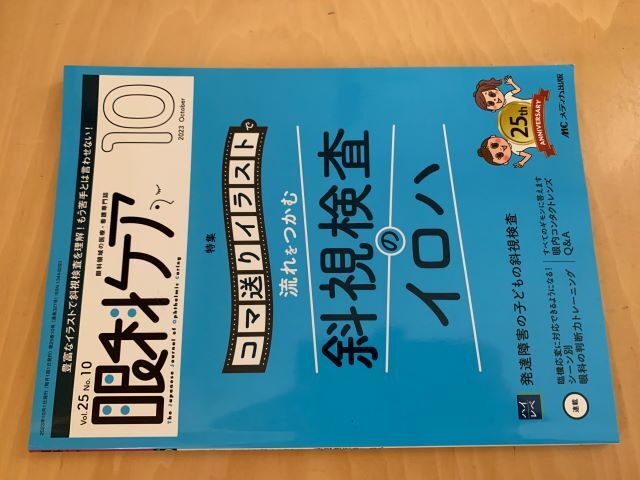 豊富なイラストで斜視検査を理解！もう苦手とは言わせない！
Vol.25 No.10
眼科ケア
眼科領域の医療・看護専門誌
The Japanese Journal of Ophthalmic Caring
10
2023 October
特集
コマ送りイラストで
流れをつかむ
斜視検査
の
イロハ
25th
ANNIVERSARY
MC メディカ出版
ハイレベ
発達障害の子どもの斜視検査
連載
臨機応変に対応できるようになる！
シーン別
眼科の判断力トレーニング
すべてのギモンに答えます
眼内コンタクトレンズ
Q&A